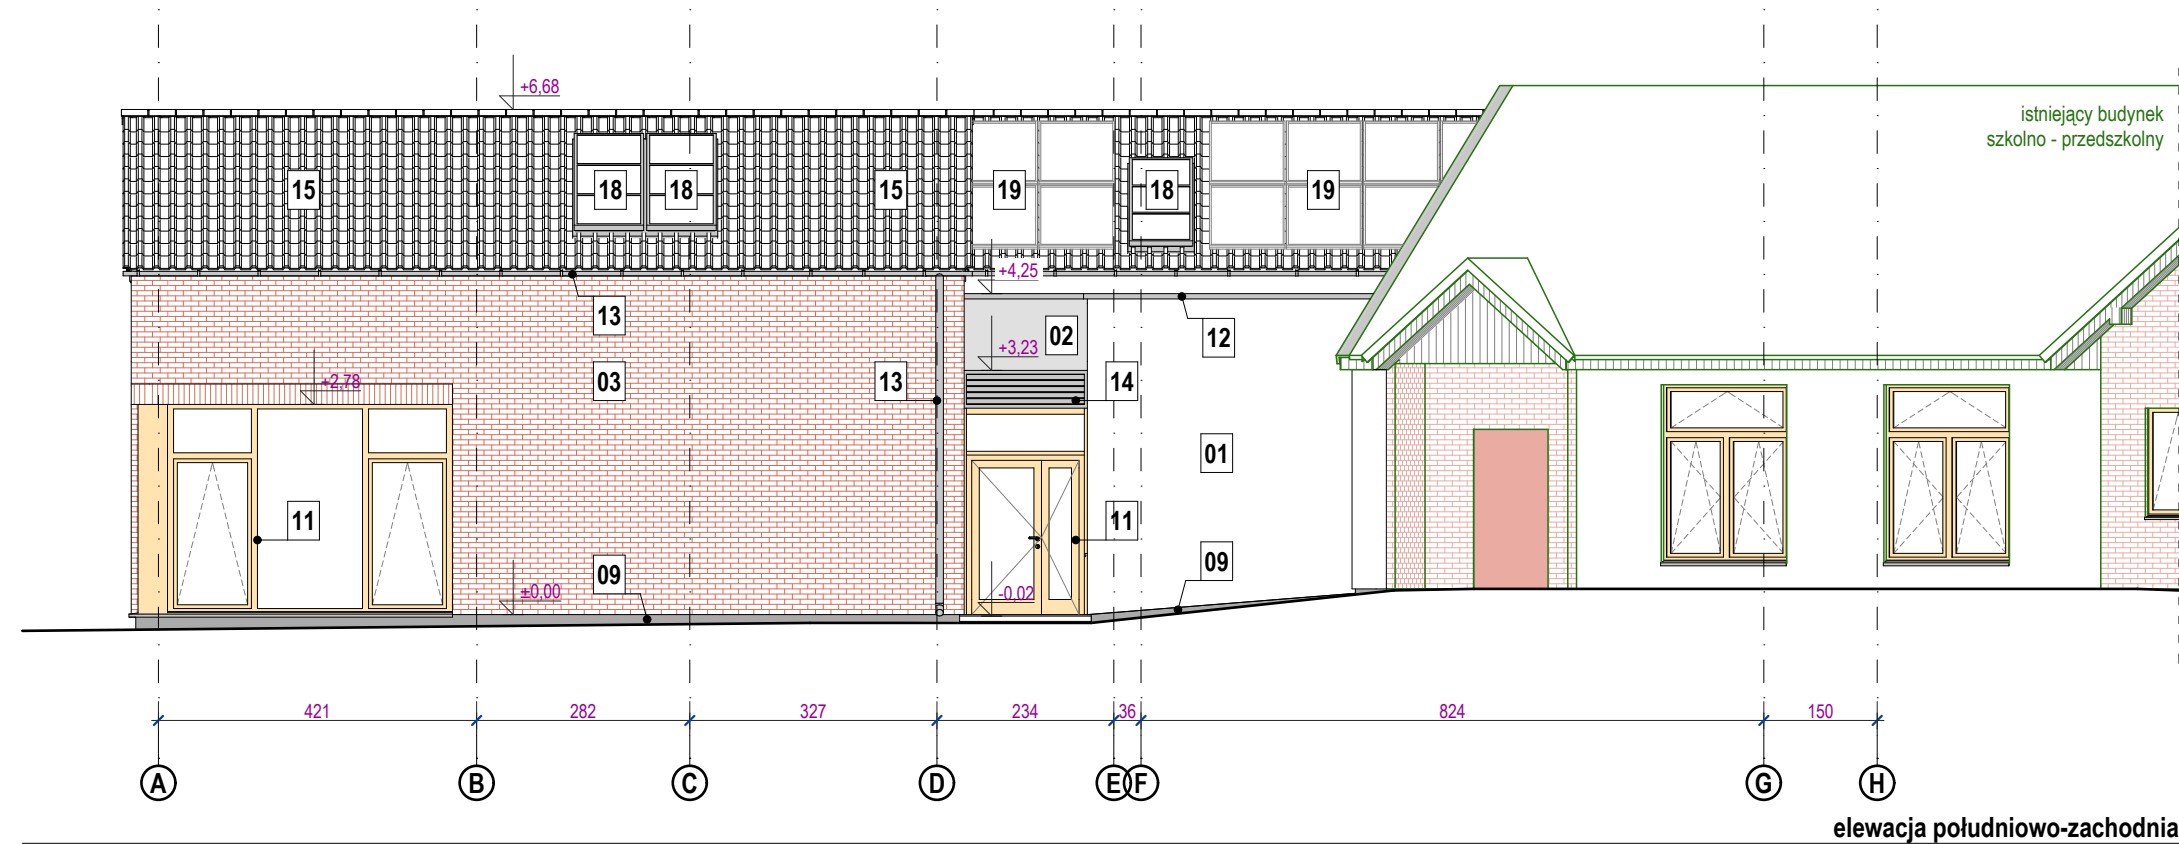 +6,68
istniejący budynek
szkolno - przedszkolny
15
18
18
15
19
18
19
+4,25
13
02
12
+3,23
+2,78
03
13
14
01
11
11
09
09
±0,00
-0,02
421
282
327
234
36
824
150
A
B
C
D
E
F
G
H
elewacja południowo-zachodnia